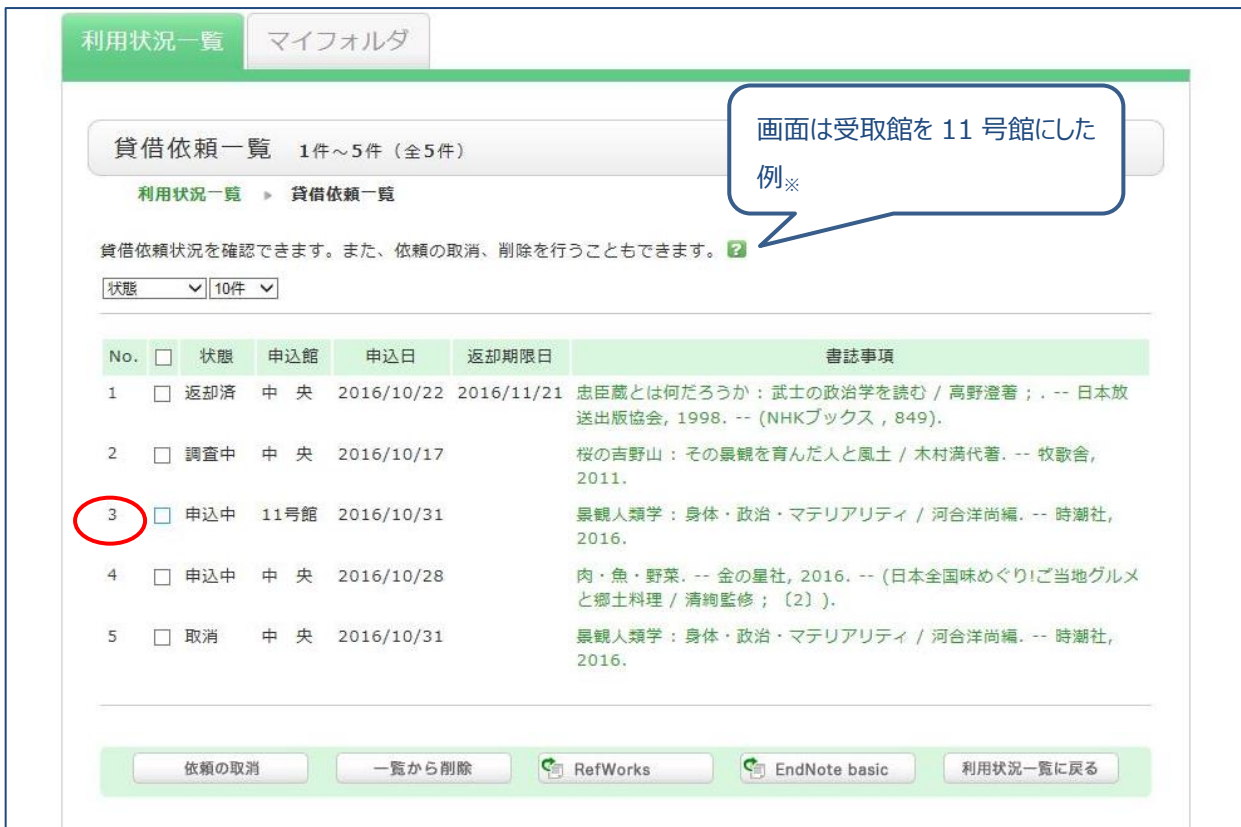 利用状況一覧 マイフォルダ
画面は受取館を 11 号館にした
例※
貸借依頼一覧 1件～5件（全5件）
利用状況一覧 ▶ 貸借依頼一覧
貸借依頼状況を確認できます。また、依頼の取消、削除を行うこともできます。 ?
状態 10件
No. 状態 申込館 申込日 返却期限日 書誌事項
1 返却済 中 央 2016/10/22 2016/11/21 忠臣蔵とは何だろうか : 武士の政治学を読む / 高野澄著 ; . -- 日本放
送出版協会, 1998. -- (NHKブックス , 849).
2 調査中 中 央 2016/10/17 桜の吉野山 : その景観を育んだ人と風土 / 木村満代著. -- 牧歌舎,
2011.
3 申込中 11号館 2016/10/31 景観人類学 : 身体・政治・マテリアリティ / 河合洋尚編. -- 時潮社,
2016.
4 申込中 中 央 2016/10/28 肉・魚・野菜. -- 金の星社, 2016. -- (日本全国味めぐり!ご当地グルメ
と郷土料理 / 清絢監修 ; 〔2〕).
5 取消 中 央 2016/10/31 景観人類学 : 身体・政治・マテリアリティ / 河合洋尚編. -- 時潮社,
2016.
依頼の取消 一覧から削除 RefWorks EndNote basic 利用状況一覧に戻る